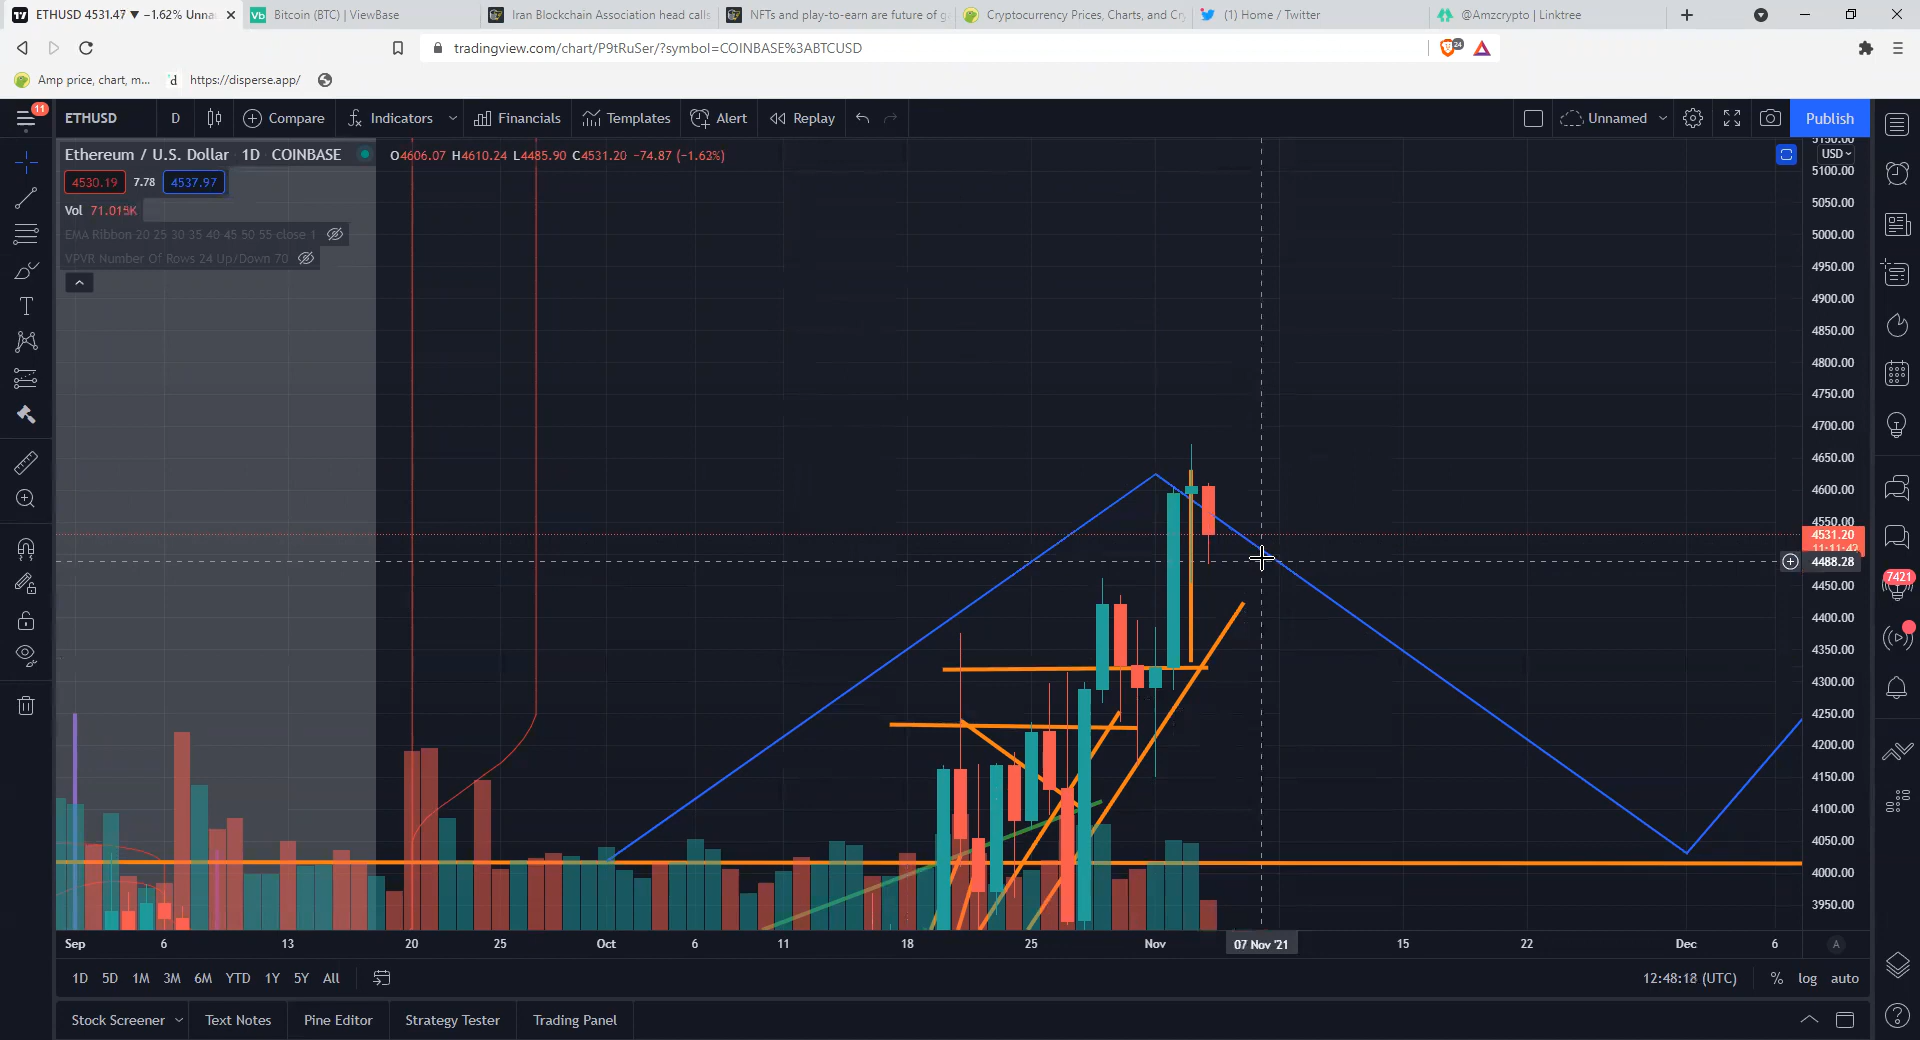 ETHUSD 4531.47 ▼ −1.62% Unna
Bitcoin (BTC) | ViewBase
Iran Blockchain Association head calls
NFTs and play-to-earn are future of g
Cryptocurrency Prices, Charts, and Cr
(1) Home / Twitter
@Amzcrypto | Linktree
tradingview.com/chart/P9tRuSer/?symbol=COINBASE%3ABTCUSD
24
Amp price, chart, m...
d https://disperse.app/
11
ETHUSD
D
Compare
Indicators
Financials
Templates
Alert
Replay
Unnamed
Publish
Ethereum / U.S. Dollar 1D COINBASE
O4606.07 H4610.24 L4485.90 C4531.20 −74.87 (−1.63%)
4530.19 7.78 4537.97
Vol 71.015K
EMA Ribbon 20 25 30 35 40 45 50 55 close 1
VPVR Number Of Rows 24 Up/Down 70
5150.00
USD
5100.00
5050.00
5000.00
4950.00
4900.00
4850.00
4800.00
4750.00
4700.00
4650.00
4600.00
4550.00
4531.20
11:11:42
4488.28
4450.00
4400.00
4350.00
4300.00
4250.00
4200.00
4150.00
4100.00
4050.00
4000.00
3950.00
7421
Sep 6 13 20 25 Oct 6 11 18 25 Nov 07 Nov '21 15 22 Dec 6
A
1D 5D 1M 3M 6M YTD 1Y 5Y All
12:48:18 (UTC) % log auto
Stock Screener
Text Notes
Pine Editor
Strategy Tester
Trading Panel